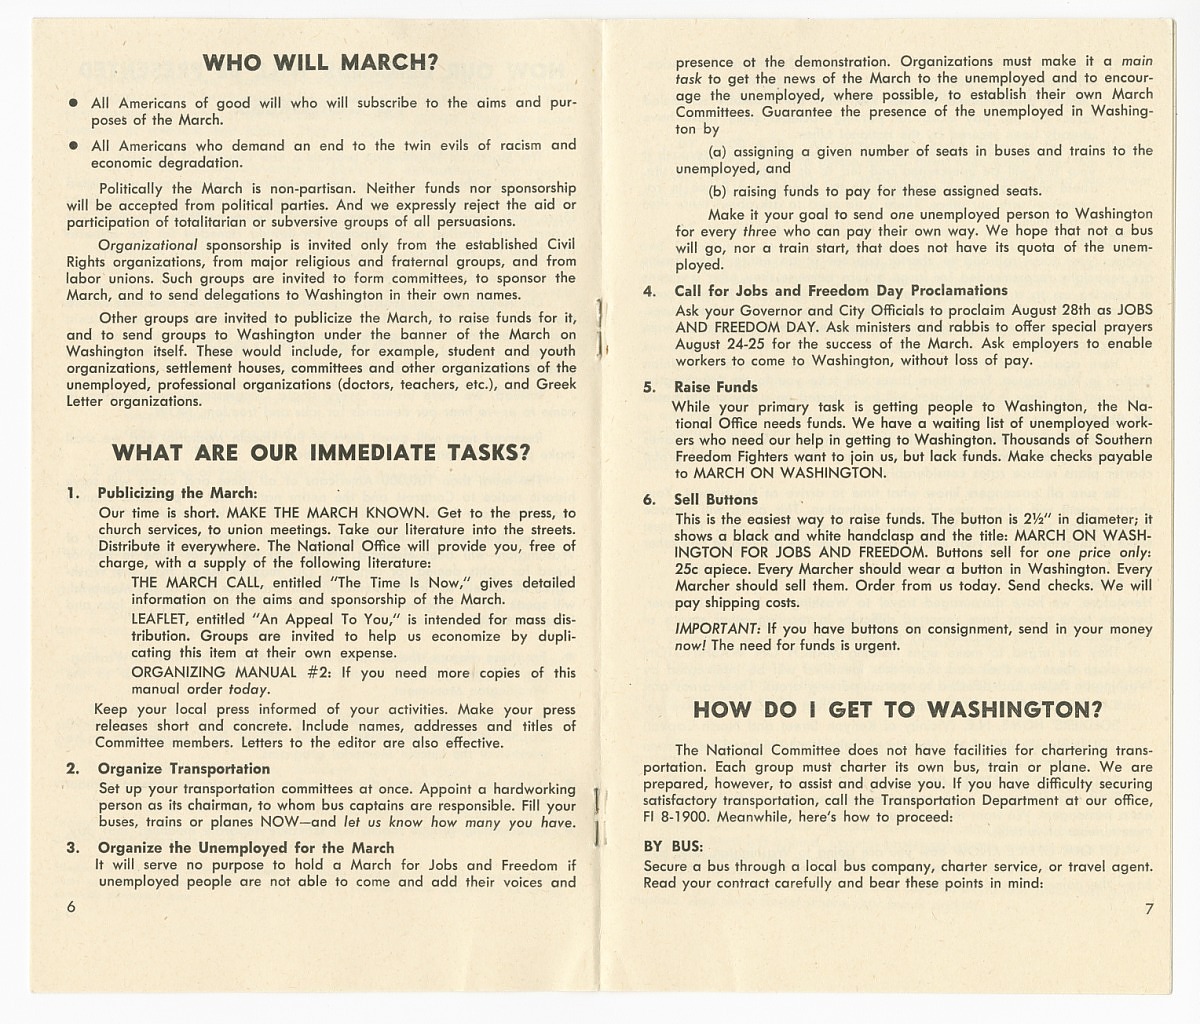 WHO WILL MARCH?
● All Americans of good will who will subscribe to the aims and pur-
poses of the March.
● All Americans who demand an end to the twin evils of racism and
economic degradation.
Politically the March is non-partisan. Neither funds nor sponsorship
will be accepted from political parties. And we expressly reject the aid or
participation of totalitarian or subversive groups of all persuasions.
Organizational sponsorship is invited only from the established Civil
Rights organizations, from major religious and fraternal groups, and from
labor unions. Such groups are invited to form committees, to sponsor the
March, and to send delegations to Washington in their own names.
Other groups are invited to publicize the March, to raise funds for it,
and to send groups to Washington under the banner of the March on
Washington itself. These would include, for example, student and youth
organizations, settlement houses, committees and other organizations of the
unemployed, professional organizations (doctors, teachers, etc.), and Greek
Letter organizations.
WHAT ARE OUR IMMEDIATE TASKS?
1. Publicizing the March:
Our time is short. MAKE THE MARCH KNOWN. Get to the press, to
church services, to union meetings. Take our literature into the streets.
Distribute it everywhere. The National Office will provide you, free of
charge, with a supply of the following literature:
THE MARCH CALL, entitled "The Time Is Now," gives detailed
information on the aims and sponsorship of the March.
LEAFLET, entitled "An Appeal To You," is intended for mass dis-
tribution. Groups are invited to help us economize by dupli-
cating this item at their own expense.
ORGANIZING MANUAL #2: If you need more copies of this
manual order today.
Keep your local press informed of your activities. Make your press
releases short and concrete. Include names, addresses and titles of
Committee members. Letters to the editor are also effective.
2. Organize Transportation
Set up your transportation committees at once. Appoint a hardworking
person as its chairman, to whom bus captains are responsible. Fill your
buses, trains or planes NOW—and let us know how many you have.
3. Organize the Unemployed for the March
It will serve no purpose to hold a March for Jobs and Freedom if
unemployed people are not able to come and add their voices and
6
presence ot the demonstration. Organizations must make it a main
task to get the news of the March to the unemployed and to encour-
age the unemployed, where possible, to establish their own March
Committees. Guarantee the presence of the unemployed in Washing-
ton by
(a) assigning a given number of seats in buses and trains to the
unemployed, and
(b) raising funds to pay for these assigned seats.
Make it your goal to send one unemployed person to Washington
for every three who can pay their own way. We hope that not a bus
will go, nor a train start, that does not have its quota of the unem-
ployed.
4. Call for Jobs and Freedom Day Proclamations
Ask your Governor and City Officials to proclaim August 28th as JOBS
AND FREEDOM DAY. Ask ministers and rabbis to offer special prayers
August 24-25 for the success of the March. Ask employers to enable
workers to come to Washington, without loss of pay.
5. Raise Funds
While your primary task is getting people to Washington, the Na-
tional Office needs funds. We have a waiting list of unemployed work-
ers who need our help in getting to Washington. Thousands of Southern
Freedom Fighters want to join us, but lack funds. Make checks payable
to MARCH ON WASHINGTON.
6. Sell Buttons
This is the easiest way to raise funds. The button is 2½" in diameter; it
shows a black and white handclasp and the title: MARCH ON WASH-
INGTON FOR JOBS AND FREEDOM. Buttons sell for one price only:
25c apiece. Every Marcher should wear a button in Washington. Every
Marcher should sell them. Order from us today. Send checks. We will
pay shipping costs.
IMPORTANT: If you have buttons on consignment, send in your money
now! The need for funds is urgent.
HOW DO I GET TO WASHINGTON?
The National Committee does not have facilities for chartering trans-
portation. Each group must charter its own bus, train or plane. We are
prepared, however, to assist and advise you. If you have difficulty securing
satisfactory transportation, call the Transportation Department at our office,
FI 8-1900. Meanwhile, here's how to proceed:
BY BUS:
Secure a bus through a local bus company, charter service, or travel agent.
Read your contract carefully and bear these points in mind:
7